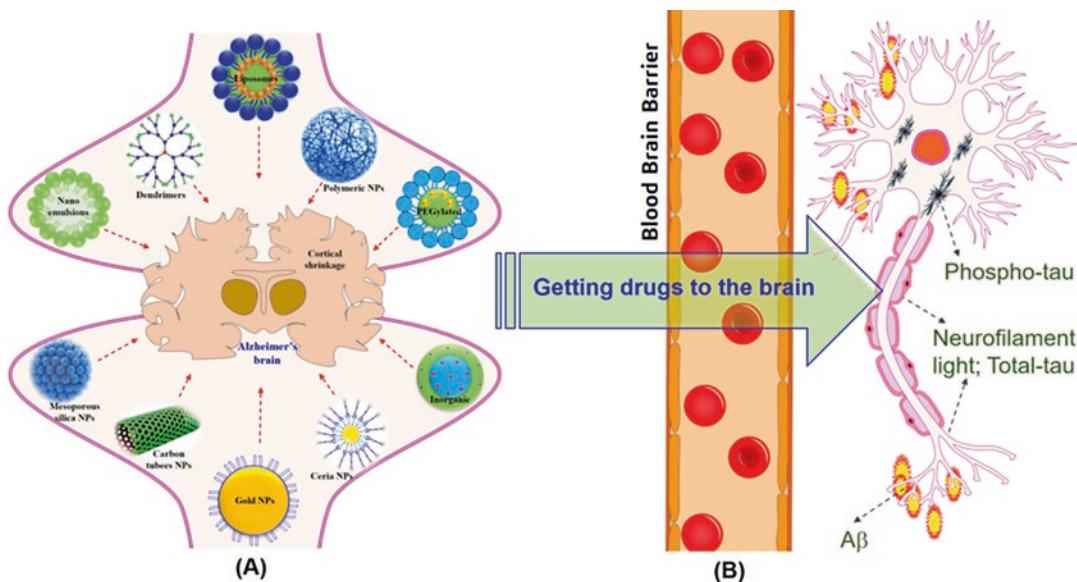 Liposomes
Dendrimers
Polymeric NPs
Nano
emulsions
PEGylated
Cortical
shrinkage
Alzheimer's
brain
Mesoporous
silica NPs
Carbon
tubees NPs
Gold NPs
Ceria NPs
Inorganic
(A)
Blood Brain Barrier
Getting drugs to the brain
Phospho-tau
Neurofilament
light; Total-tau
Aβ
(B)